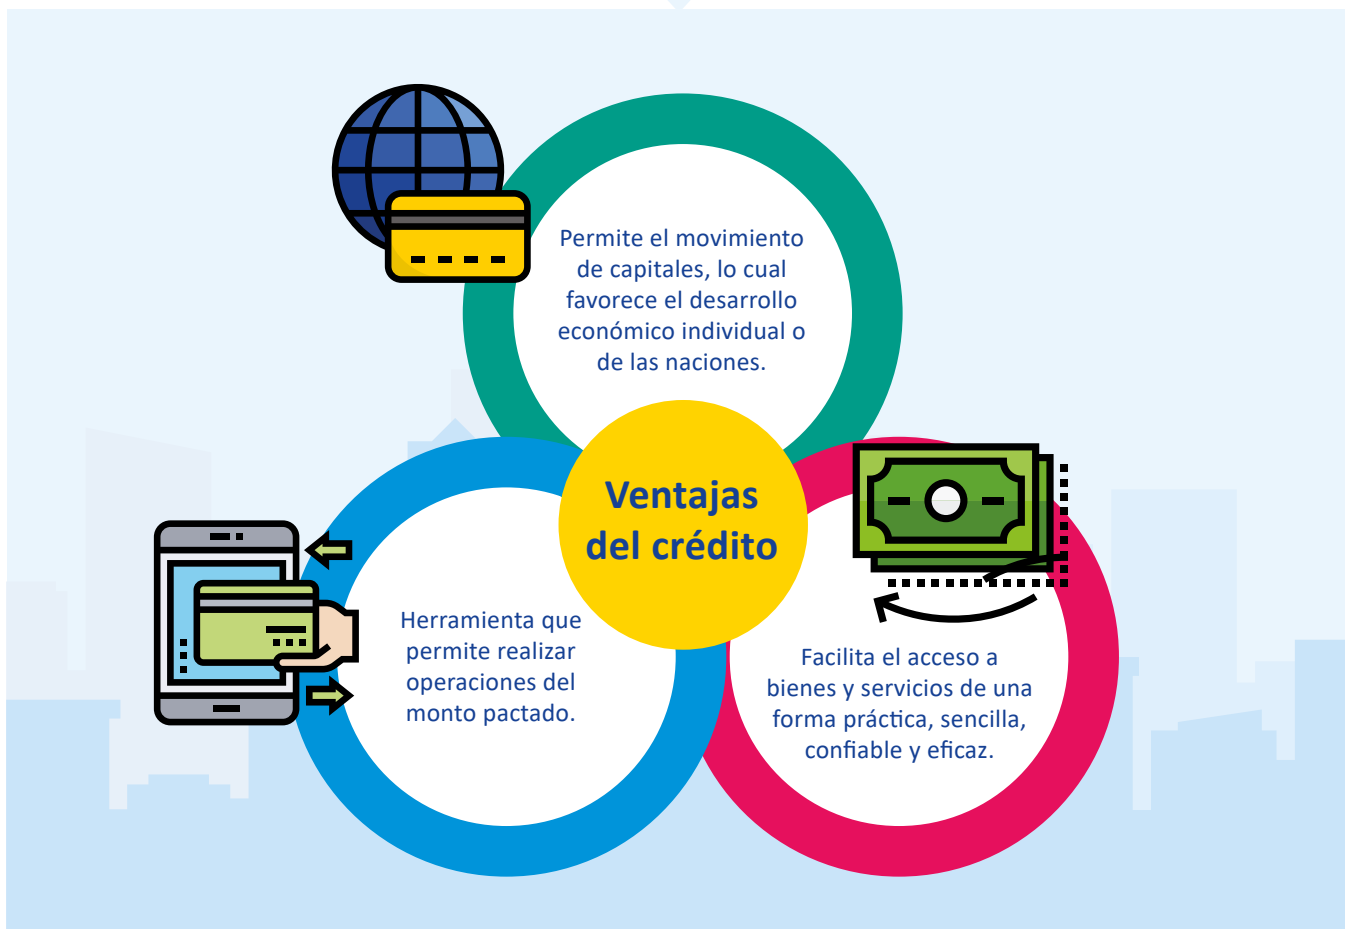 Permite el movimiento
de capitales, lo cual
favorece el desarrollo
económico individual o
de las naciones.
Ventajas
del crédito
Herramienta que
permite realizar
operaciones del
monto pactado.
Facilita el acceso a
bienes y servicios de una
forma práctica, sencilla,
confiable y eficaz.